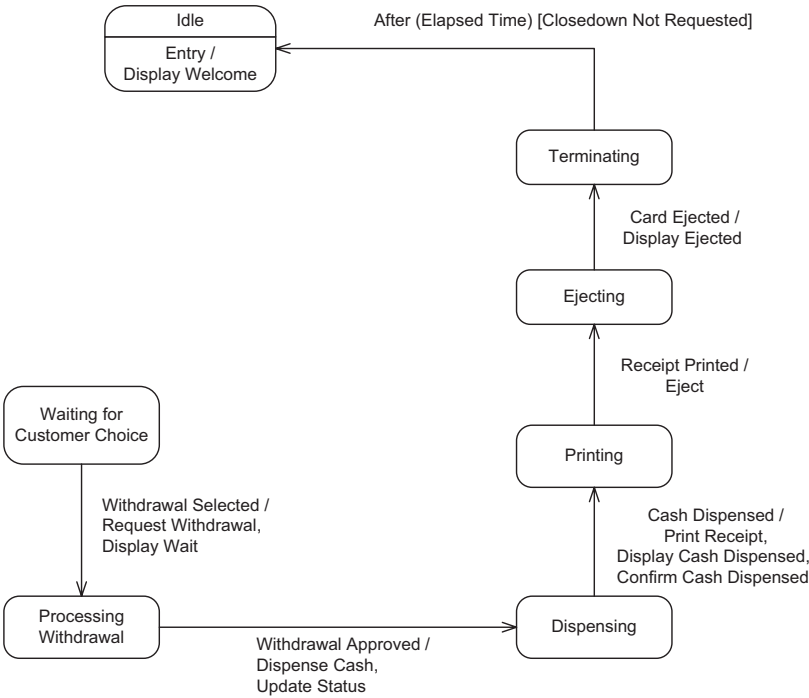 Idle
Entry /
Display Welcome
After (Elapsed Time) [Closedown Not Requested]
Terminating
Card Ejected /
Display Ejected
Ejecting
Receipt Printed /
Eject
Waiting for
Customer Choice
Printing
Withdrawal Selected /
Request Withdrawal,
Display Wait
Cash Dispensed /
Print Receipt,
Display Cash Dispensed,
Confirm Cash Dispensed
Processing
Withdrawal
Dispensing
Withdrawal Approved /
Dispense Cash,
Update Status